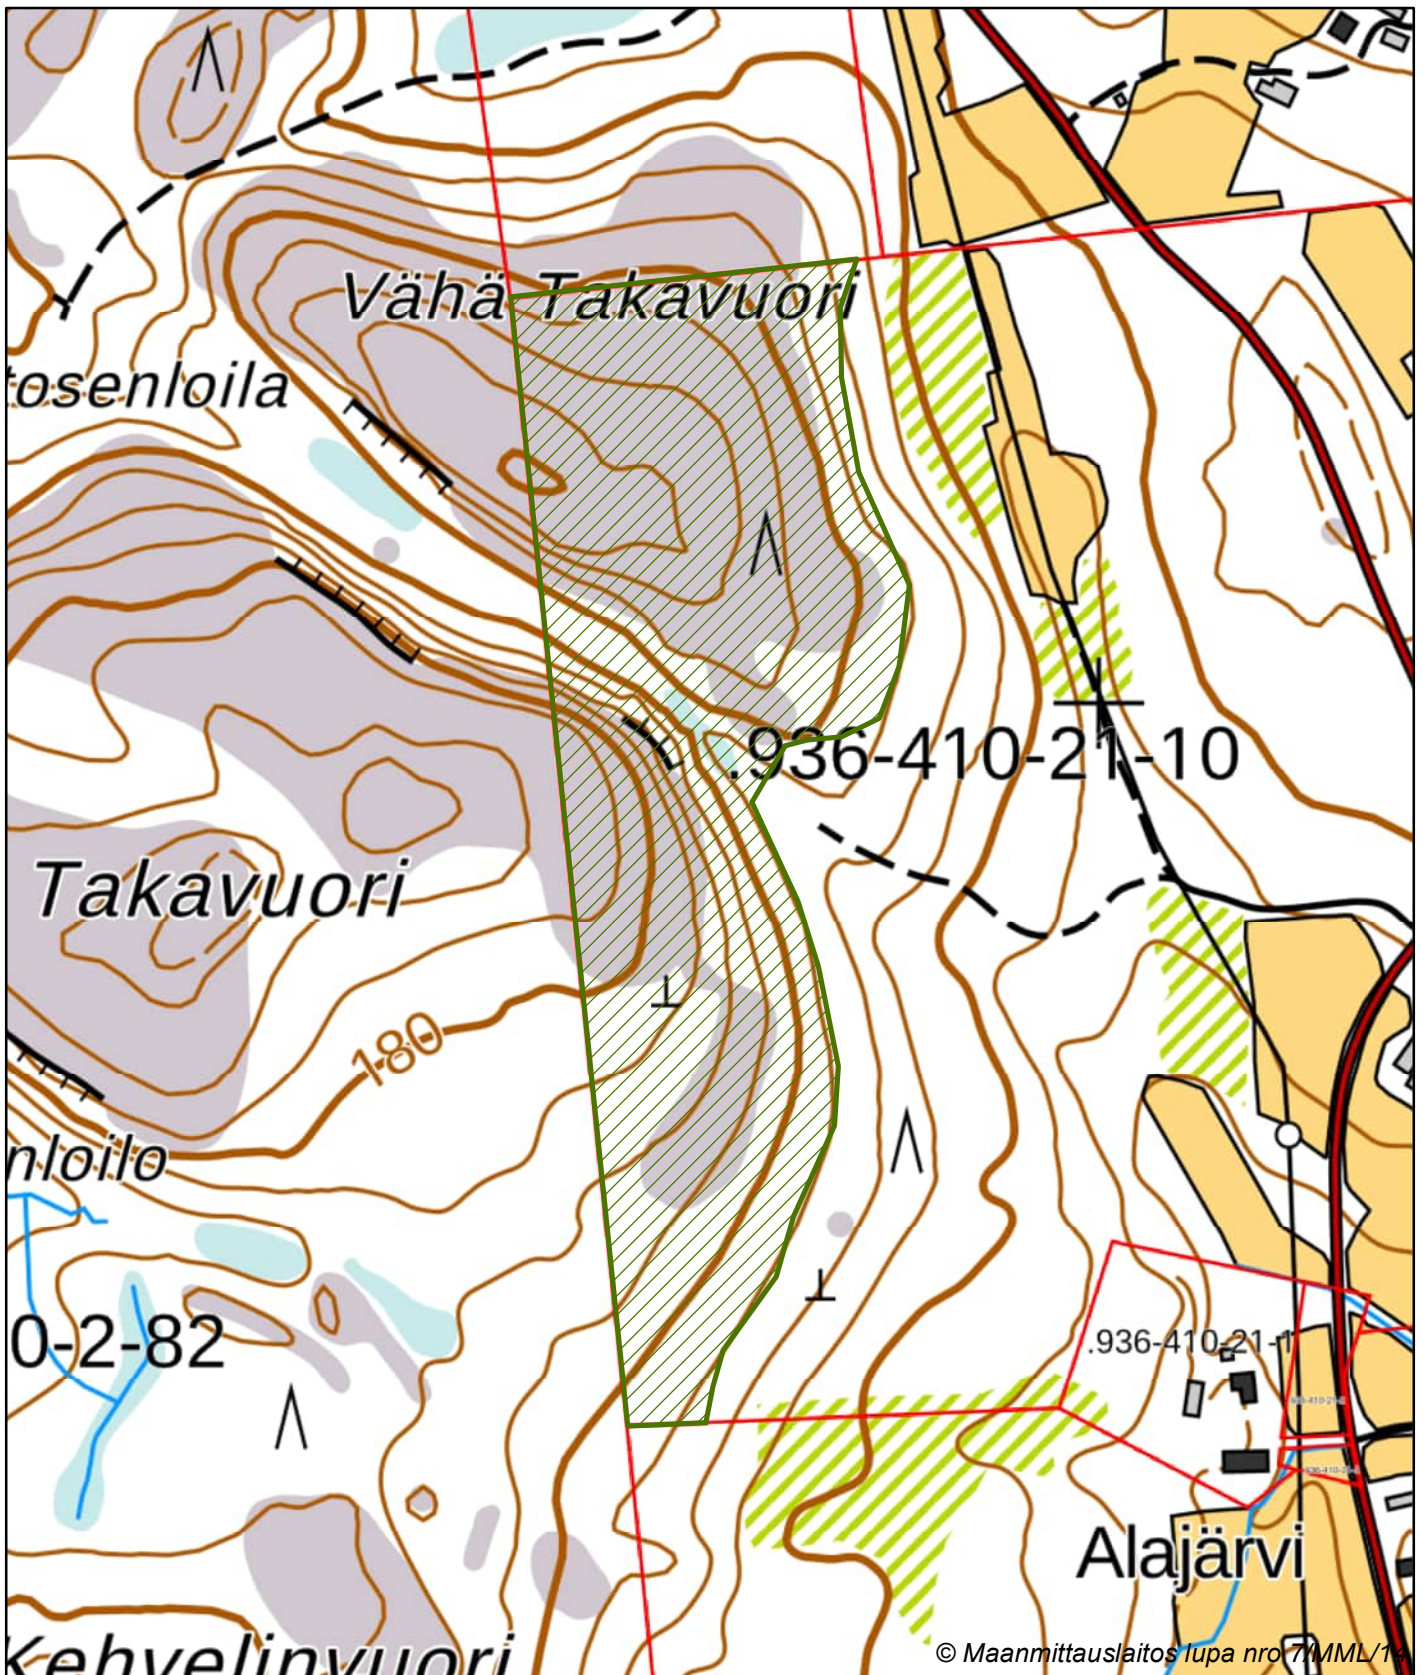 Vähä Takavuori
tosenloila
.936-410-21-10
Takavuori
180
nloilo
0-2-82
.936-410-21-1
Alajärvi
Kehvelinvuori
© Maanmittauslaitos lupa nro 7/MML/14